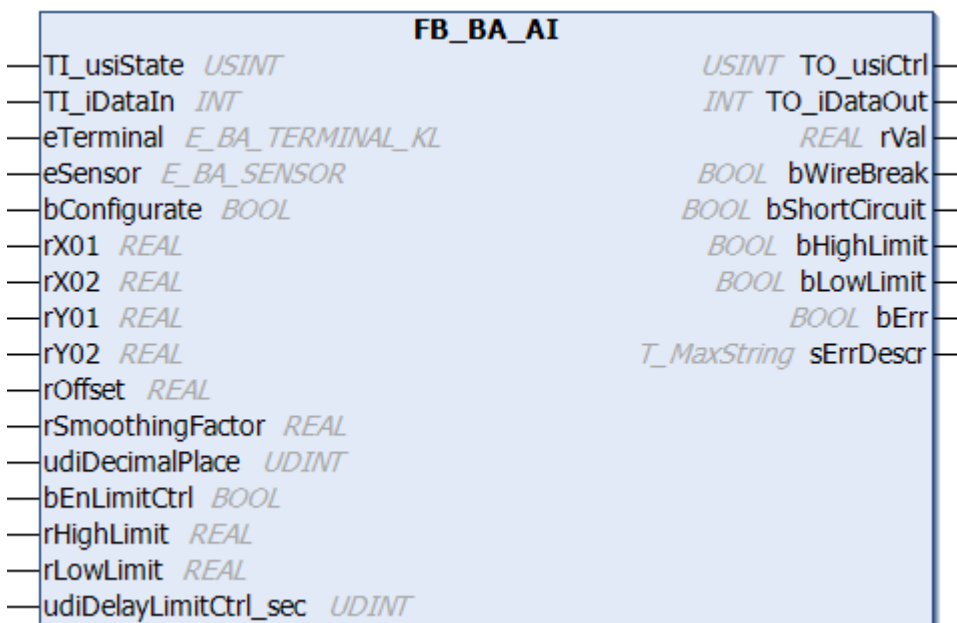 FB_BA_AI
TI_usiState USINT USINT TO_usiCtrl
TI_iDataIn INT INT TO_iDataOut
eTerminal E_BA_TERMINAL_KL REAL rVal
eSensor E_BA_SENSOR BOOL bWireBreak
bConfigurate BOOL BOOL bShortCircuit
rX01 REAL BOOL bHighLimit
rX02 REAL BOOL bLowLimit
rY01 REAL BOOL bErr
rY02 REAL T_MaxString sErrDescr
rOffset REAL
rSmoothingFactor REAL
udiDecimalPlace UDINT
bEnLimitCtrl BOOL
rHighLimit REAL
rLowLimit REAL
udiDelayLimitCtrl_sec UDINT